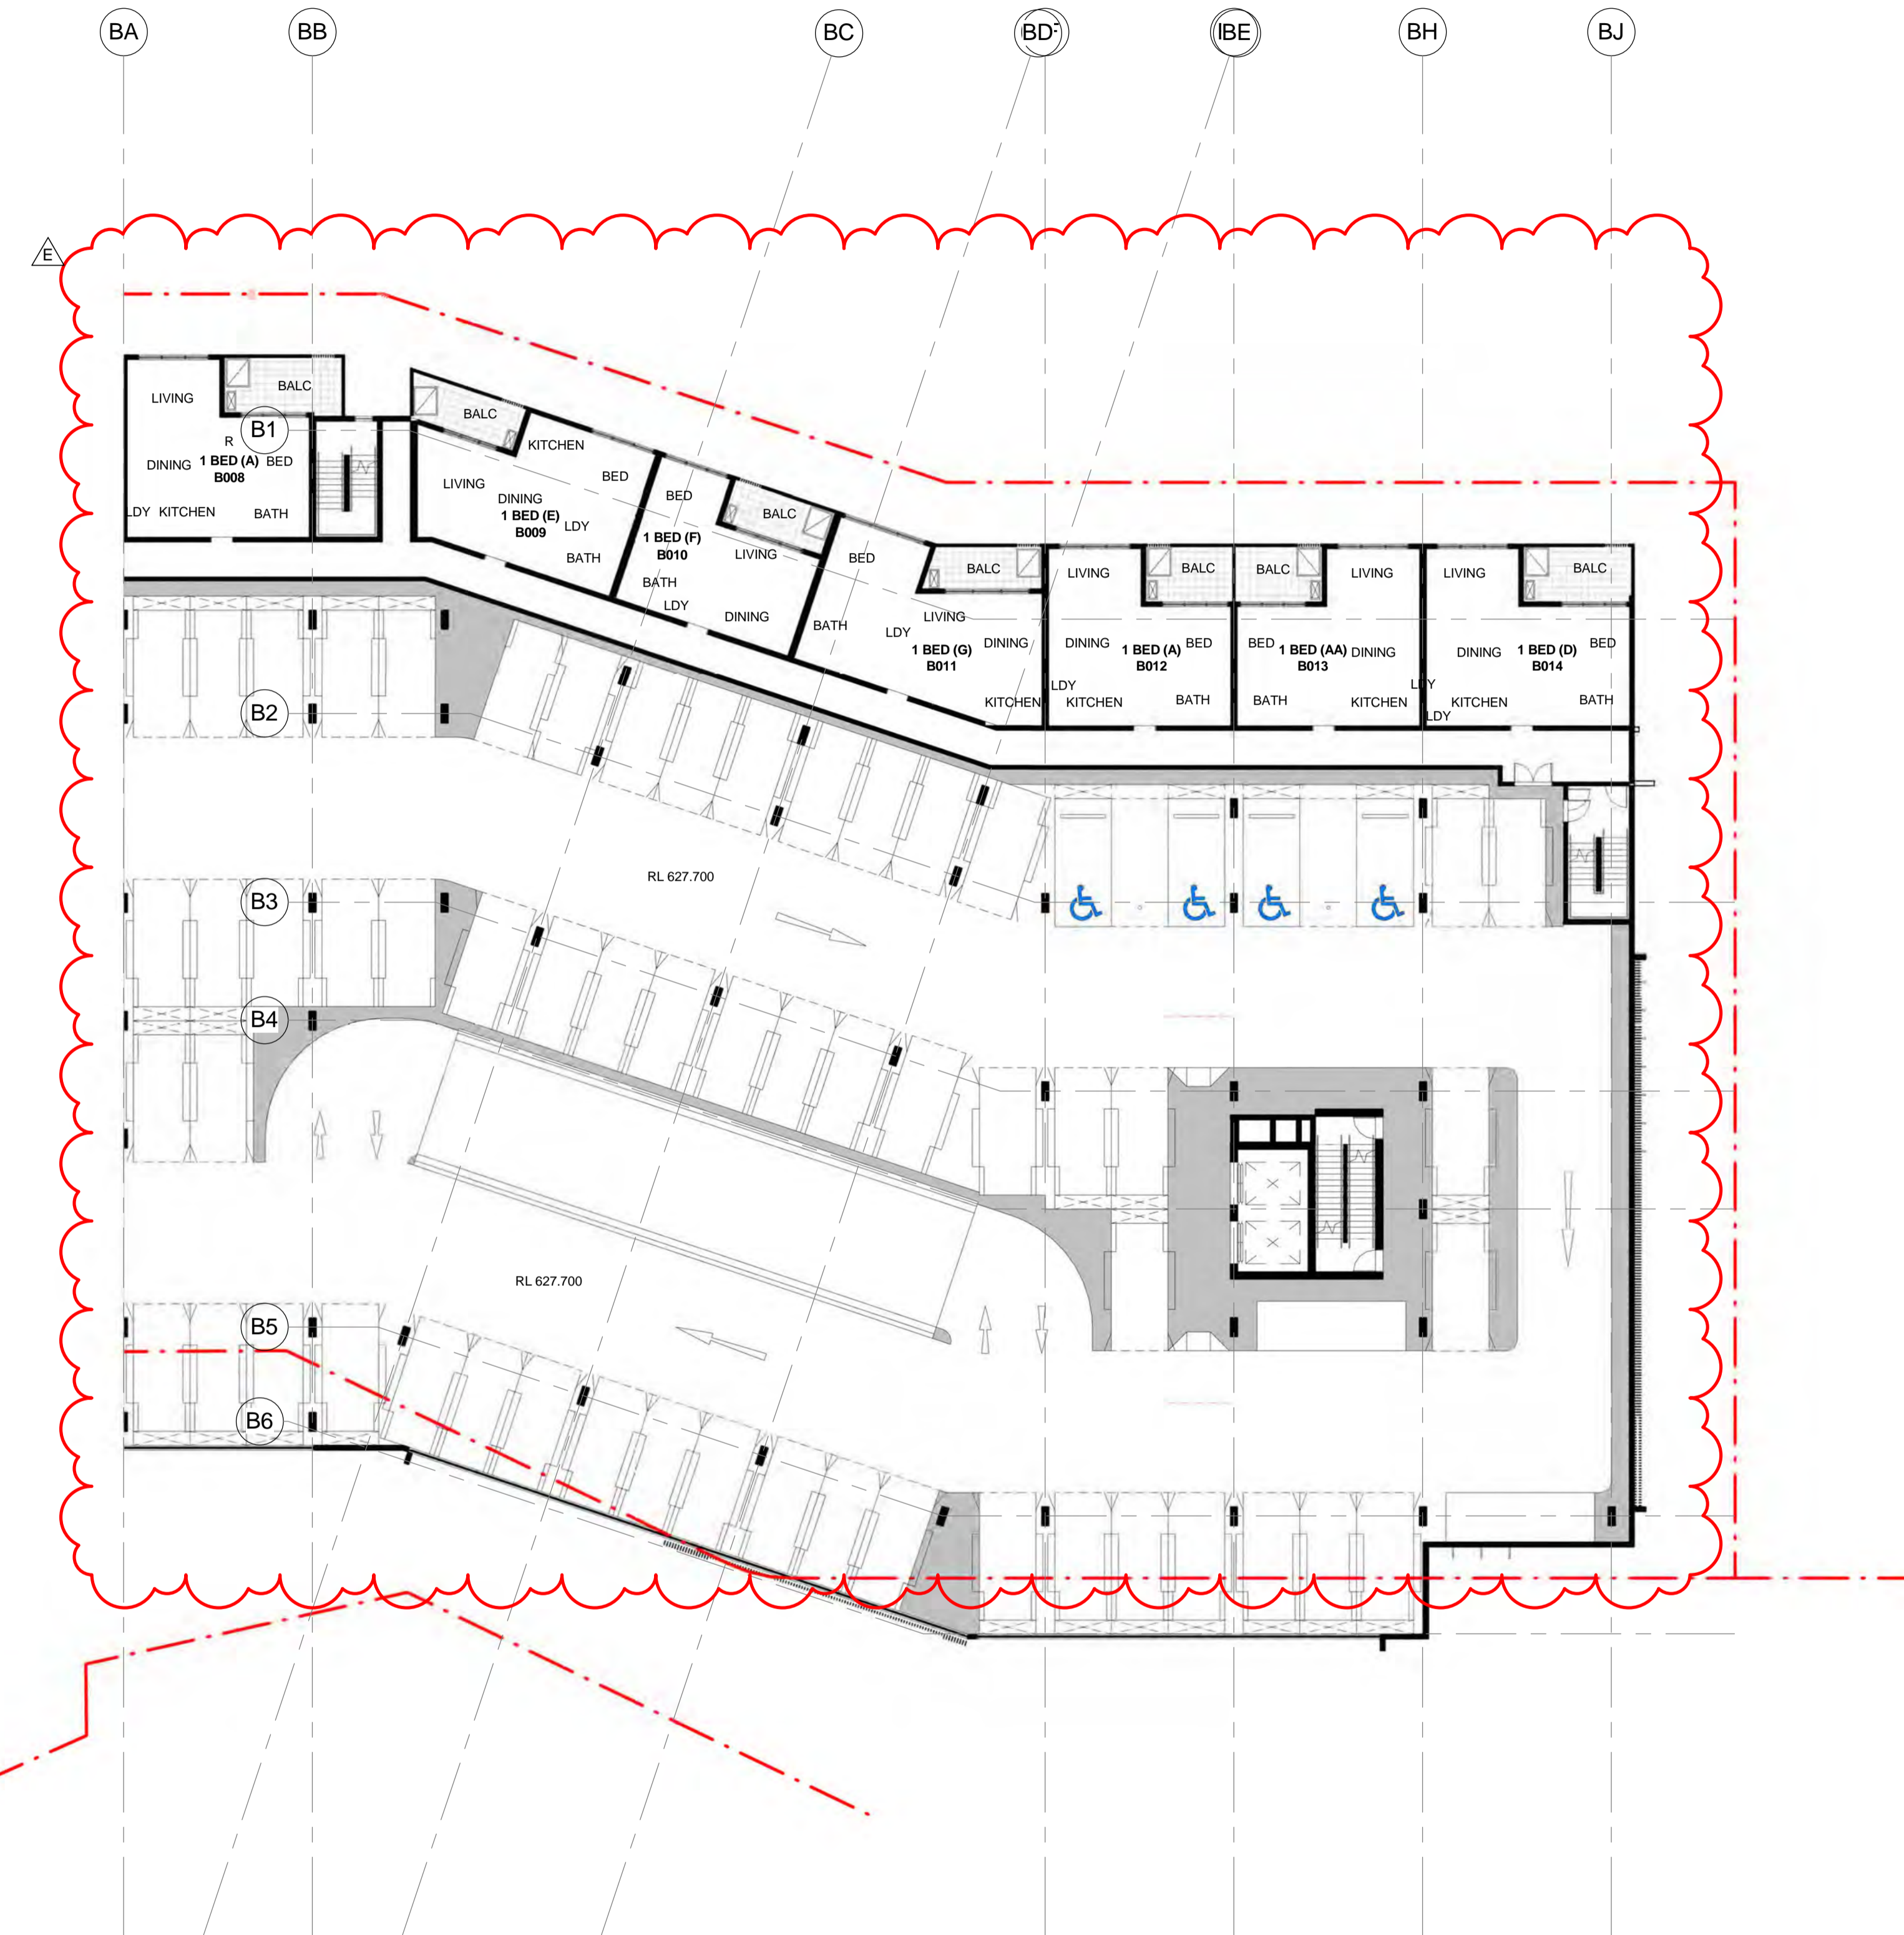 BA
BB
BC
BD
BE
BH
BJ
E
LIVING
BALC
B1
R
DINING
1 BED (A)
BED
B008
LDY
KITCHEN
BATH
BALC
KITCHEN
LIVING
BED
DINING
1 BED (E)
B009
LDY
BATH
BED
BALC
1 BED (F)
B010
LIVING
BATH
LDY
DINING
BED
BALC
BATH
LDY
LIVING
DINING
1 BED (G)
B011
KITCHEN
LIVING
BALC
DINING
1 BED (A)
BED
B012
LDY
KITCHEN
BATH
BALC
LIVING
BED
1 BED (AA)
DINING
B013
BATH
KITCHEN
LDY
LIVING
BALC
DINING
1 BED (D)
BED
B014
KITCHEN
BATH
LDY
B2
RL 627.700
B3
B4
RL 627.700
B5
B6